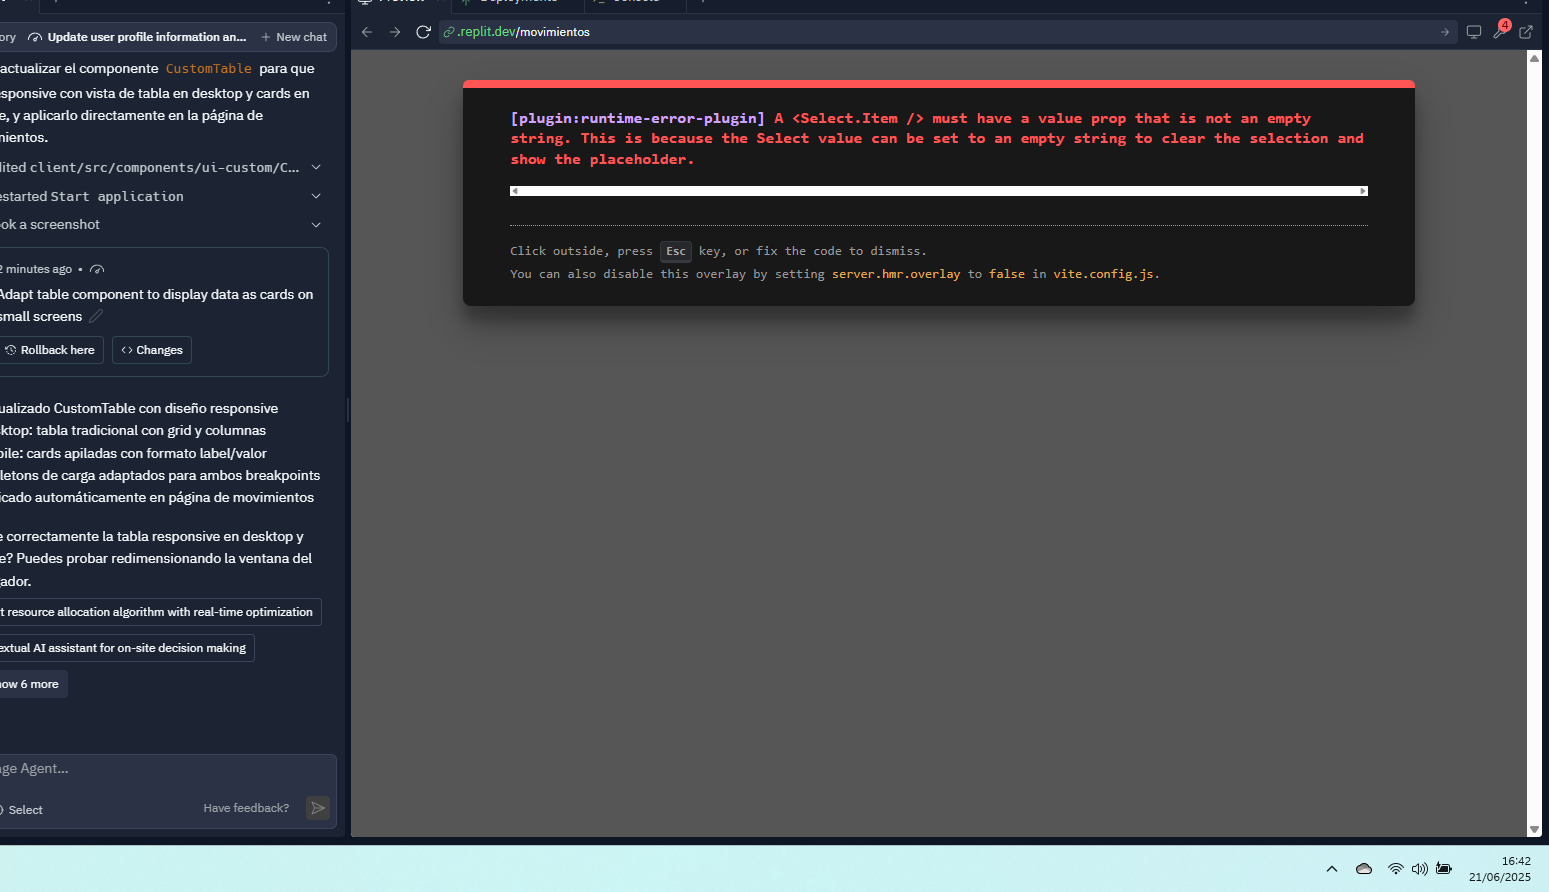 ory
Update user profile information an...
New chat
actualizar el componente CustomTable para que
sponsive con vista de tabla en desktop y cards en
e, y aplicarlo directamente en la página de
mientos.
ited client/src/components/ui-custom/C...
estarted Start application
ok a screenshot
2 minutes ago •
Adapt table component to display data as cards on
small screens
Rollback here
Changes
ualizado CustomTable con diseño responsive
ktop: tabla tradicional con grid y columnas
bile: cards apiladas con formato label/valor
letons de carga adaptados para ambos breakpoints
icado automáticamente en página de movimientos
e correctamente la tabla responsive en desktop y
e? Puedes probar redimensionando la ventana del
ador.
t resource allocation algorithm with real-time optimization
extual AI assistant for on-site decision making
ow 6 more
ge Agent...
Select
Have feedback?
.replit.dev/movimientos
4
[plugin:runtime-error-plugin] A <Select.Item /> must have a value prop that is not an empty
string. This is because the Select value can be set to an empty string to clear the selection and
show the placeholder.
Click outside, press Esc key, or fix the code to dismiss.
You can also disable this overlay by setting server.hmr.overlay to false in vite.config.js.
16:42
21/06/2025